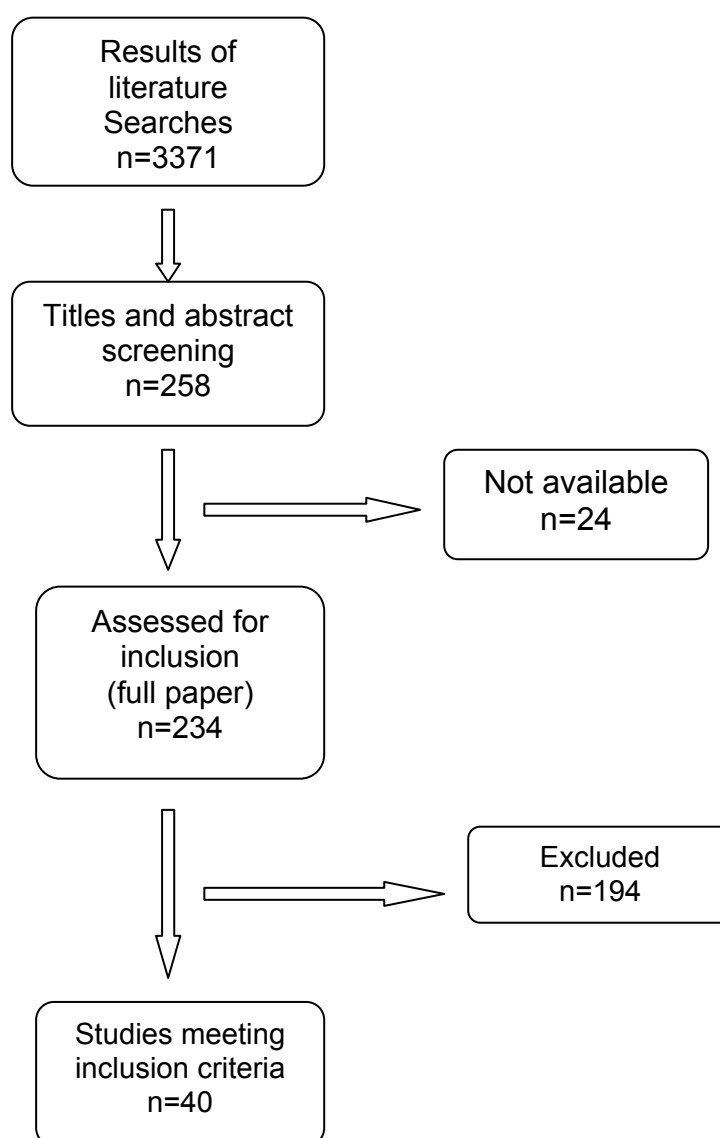 Results of
literature
Searches
n=3371
Titles and abstract
screening
n=258
Not available
n=24
Assessed for
inclusion
(full paper)
n=234
Excluded
n=194
Studies meeting
inclusion criteria
n=40